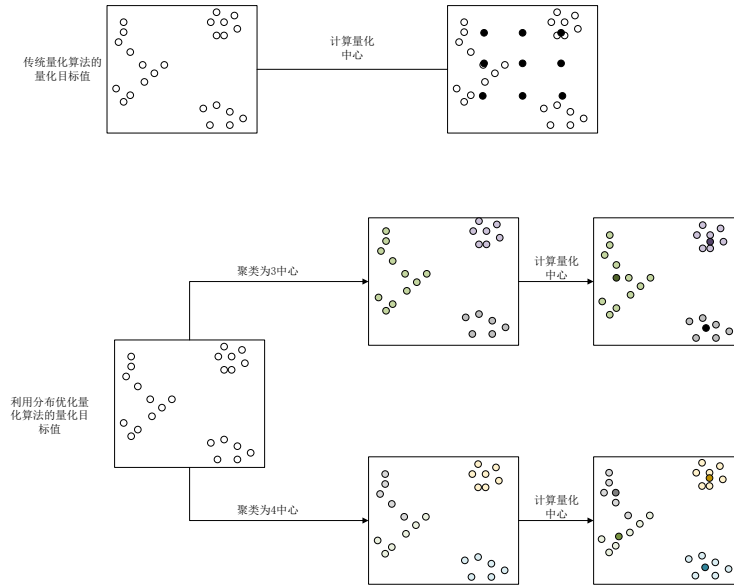 传统量化算法的
量化目标值
计算量化
中心
聚类为3中心
计算量化
中心
利用分布优化量
化算法的量化目
标值
聚类为4中心
计算量化
中心